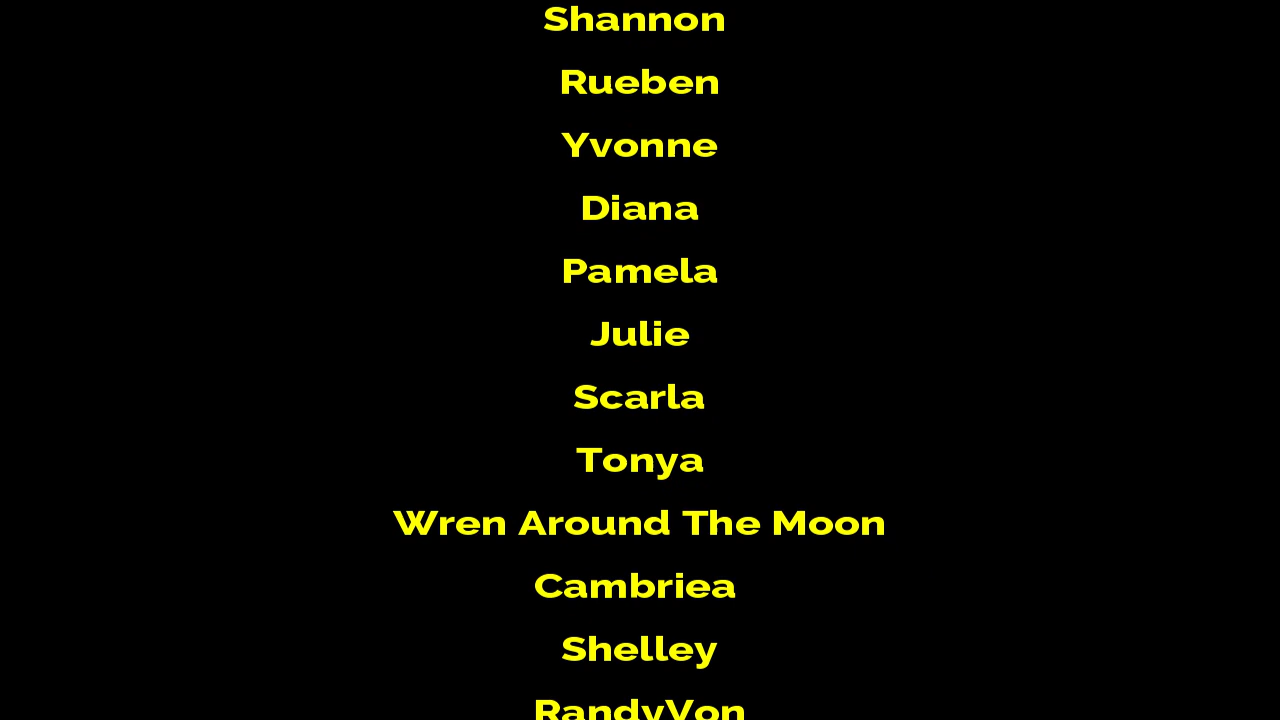 Shannon
Rueben
Yvonne
Diana
Pamela
Julie
Scarla
Tonya
Wren Around The Moon
Cambriea
Shelley
RandyVon